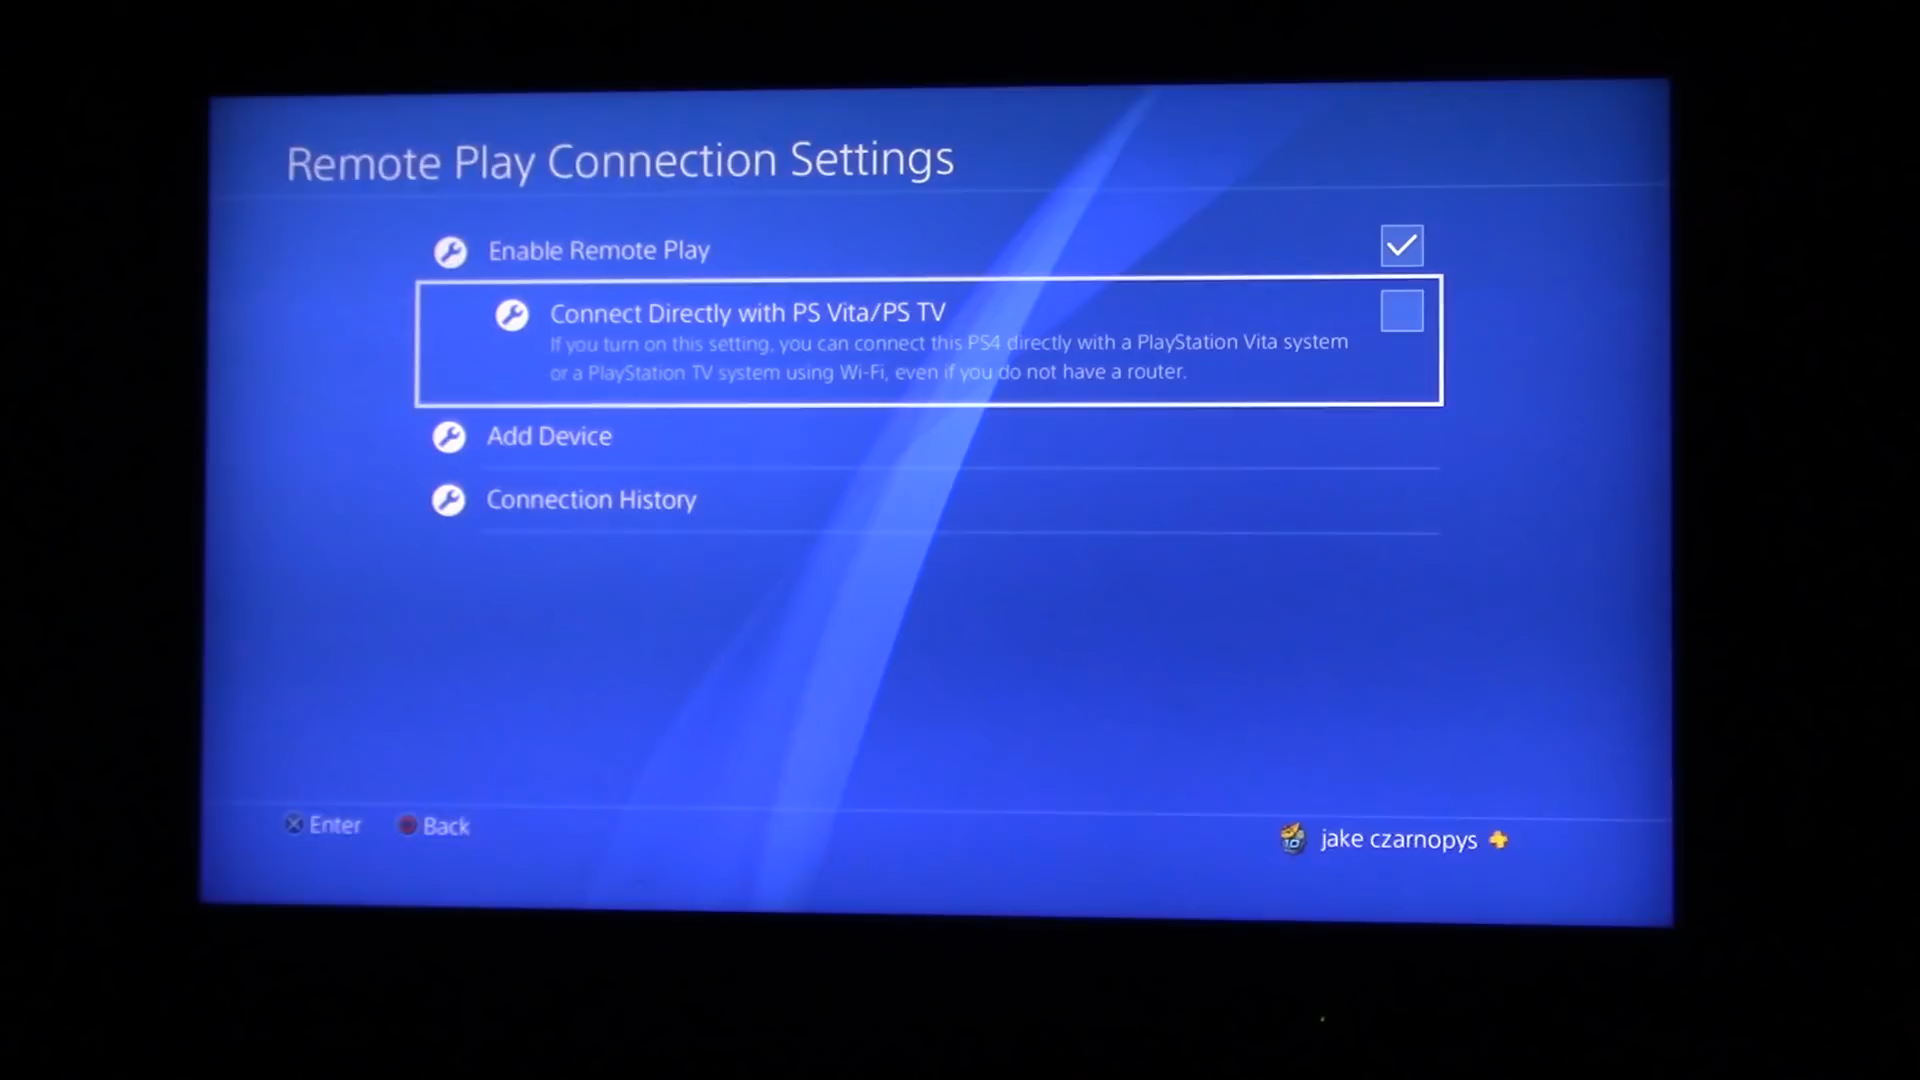 Remote Play Connection Settings
Enable Remote Play
Connect Directly with PS Vita/PS TV
If you turn on this setting, you can connect this PS4 directly with a PlayStation Vita system
or a PlayStation TV system using Wi-Fi, even if you do not have a router.
Add Device
Connection History
Enter Back
jake czarnopys